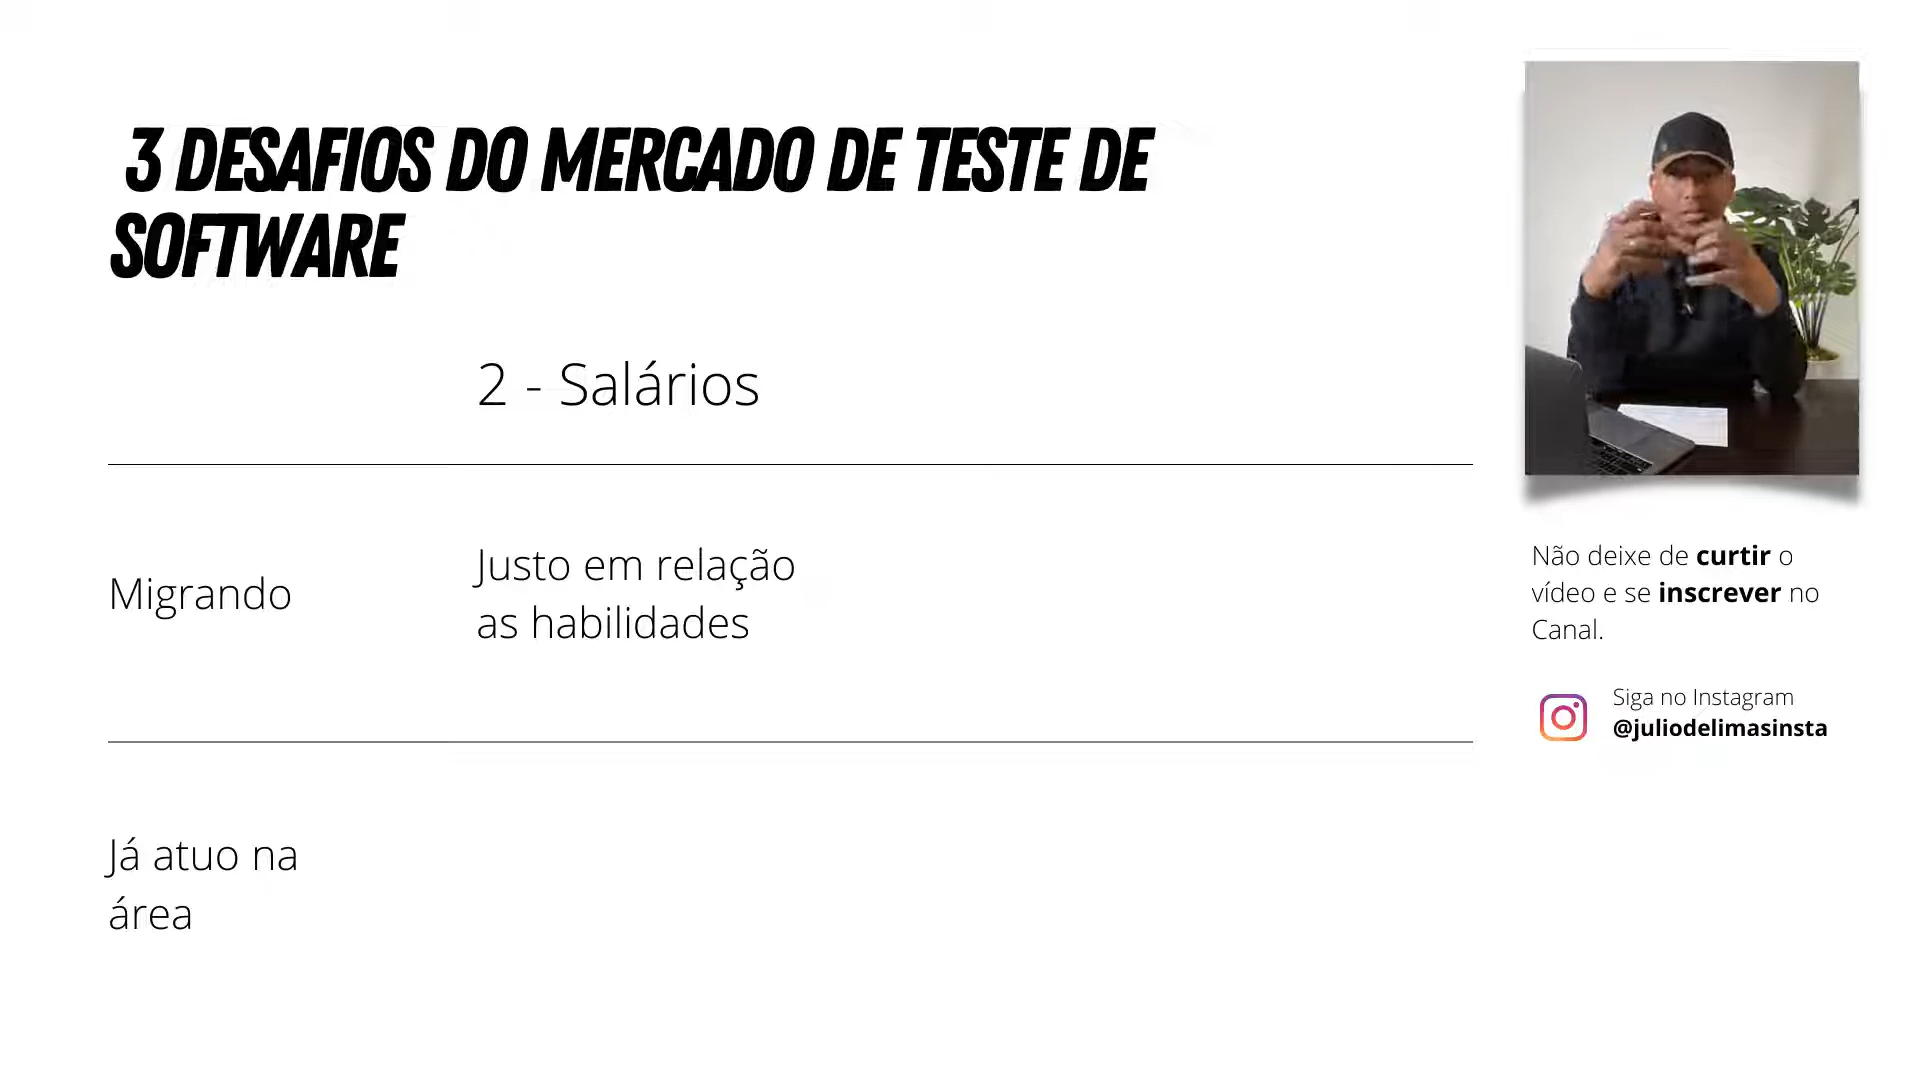 3 DESAFIOS DO MERCADO DE TESTE DE
SOFTWARE
2 - Salários
Migrando
Justo em relação
as habilidades
Já atuo na
área
Não deixe de curtir o
vídeo e se inscrever no
Canal.
Siga no Instagram
@juliodelimasinsta